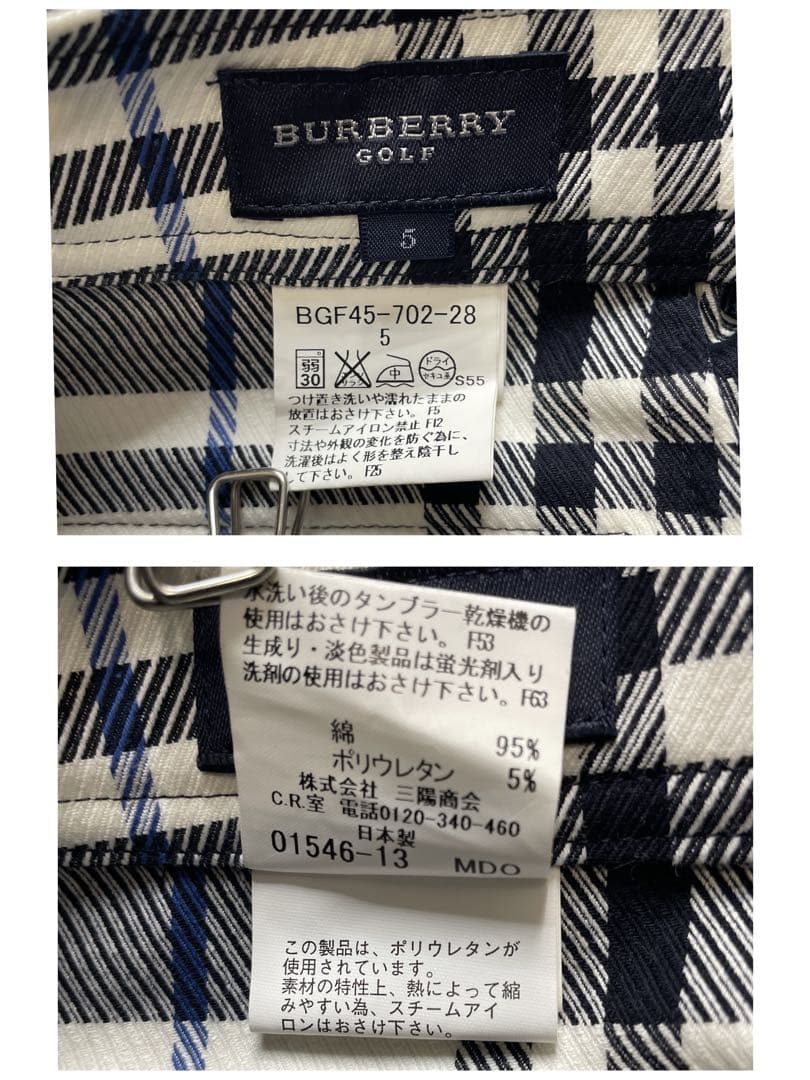 BURBERRY
GOLF
5
BGF45-702-28
5
弱
30
中
ドライ
セキユ系
S55
つけ置き洗いや濡れたままの
放置はおさけ下さい。 F5
スチームアイロン禁止 F12
寸法や外観の変化を防ぐ為に、
洗濯後はよく形を整え陰干し
して下さい。 F25
水洗い後のタンブラー乾燥機の
使用はおさけ下さい。 F53
生成り・淡色製品は蛍光剤入り
洗剤の使用はおさけ下さい。F63
綿 95%
ポリウレタン 5%
株式会社 三陽商会
C.R.室 電話0120-340-460
日本製
01546-13 MDO
この製品は、ポリウレタンが
使用されています。
素材の特性上、熱によって縮
みやすい為、スチームアイ
ロンはおさけ下さい。